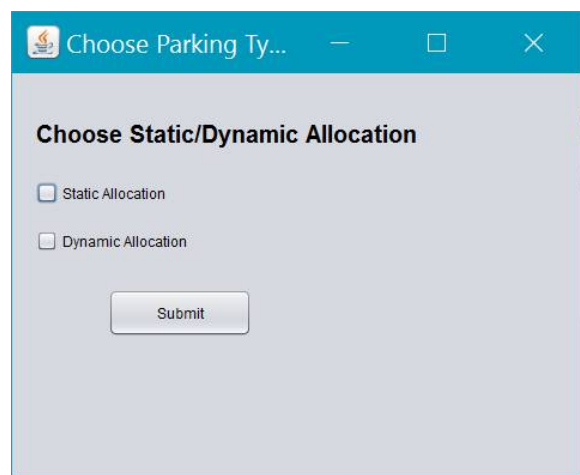 Choose Parking Ty...
Choose Static/Dynamic Allocation
Static Allocation
Dynamic Allocation
Submit